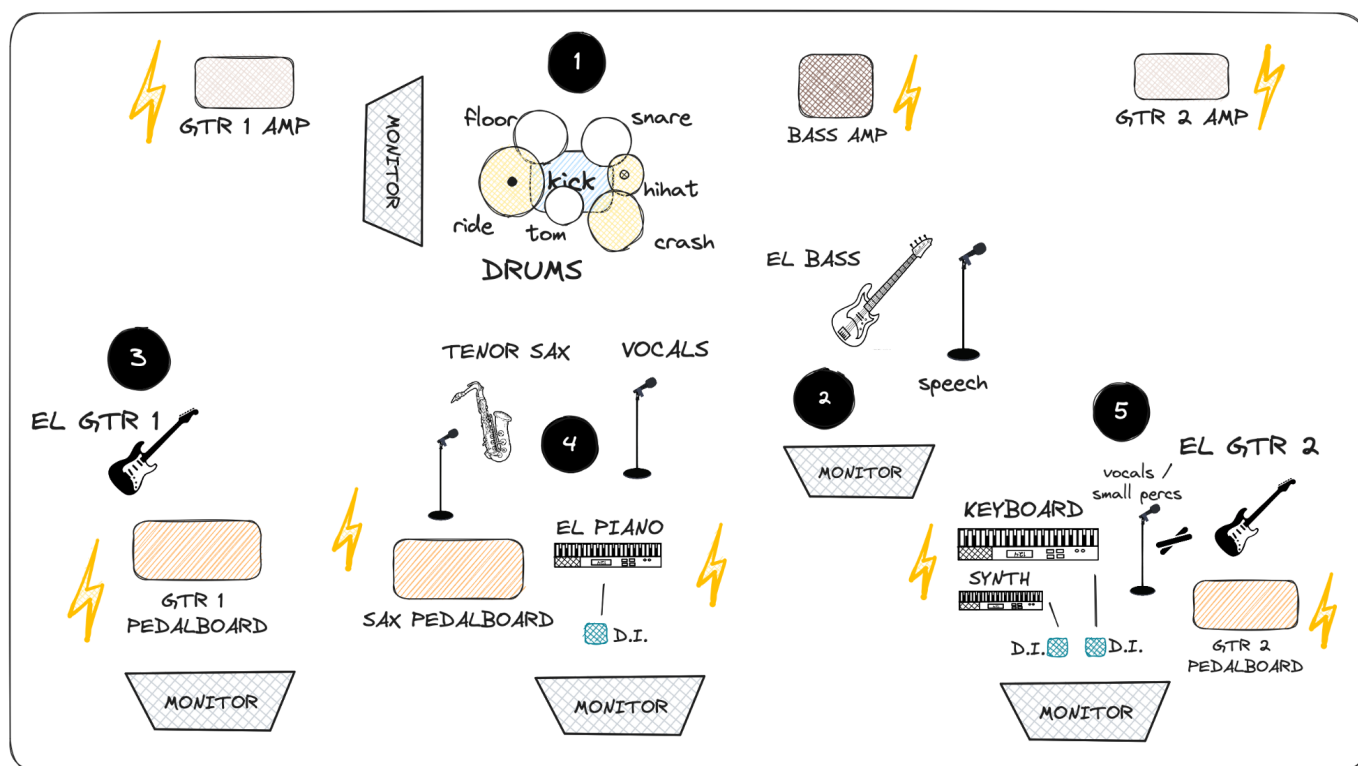 1
GTR 1 AMP
MONITOR
floor
snare
kick
hihat
ride
tom
crash
DRUMS
BASS AMP
GTR 2 AMP
EL BASS
speech
2
MONITOR
3
EL GTR 1
GTR 1
PEDALBOARD
MONITOR
TENOR SAX
VOCALS
4
SAX PEDALBOARD
EL PIANO
D.I.
MONITOR
5
EL GTR 2
vocals /
small percs
KEYBOARD
SYNTH
D.I.
D.I.
GTR 2
PEDALBOARD
MONITOR